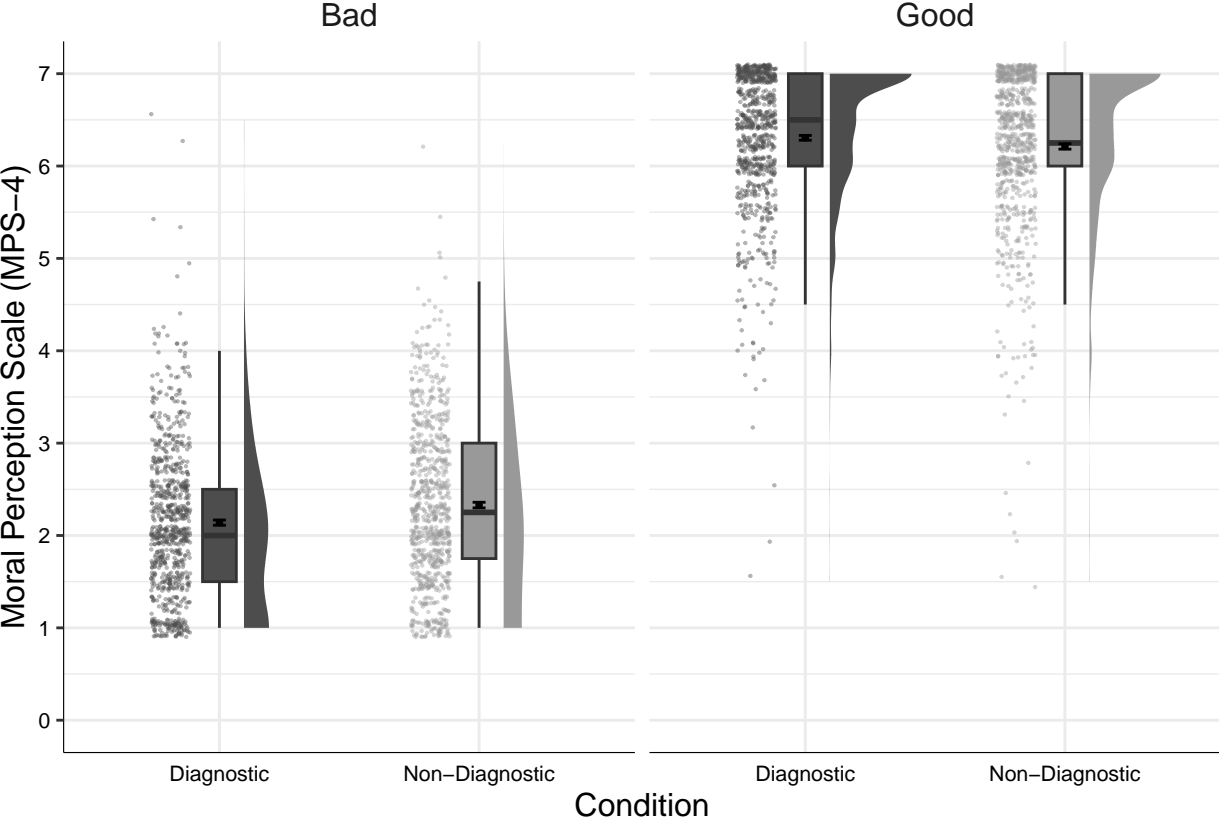 Bad
Good
Moral Perception Scale (MPS−4)
7
6
5
4
3
2
1
0
Diagnostic
Non−Diagnostic
Diagnostic
Non−Diagnostic
Condition